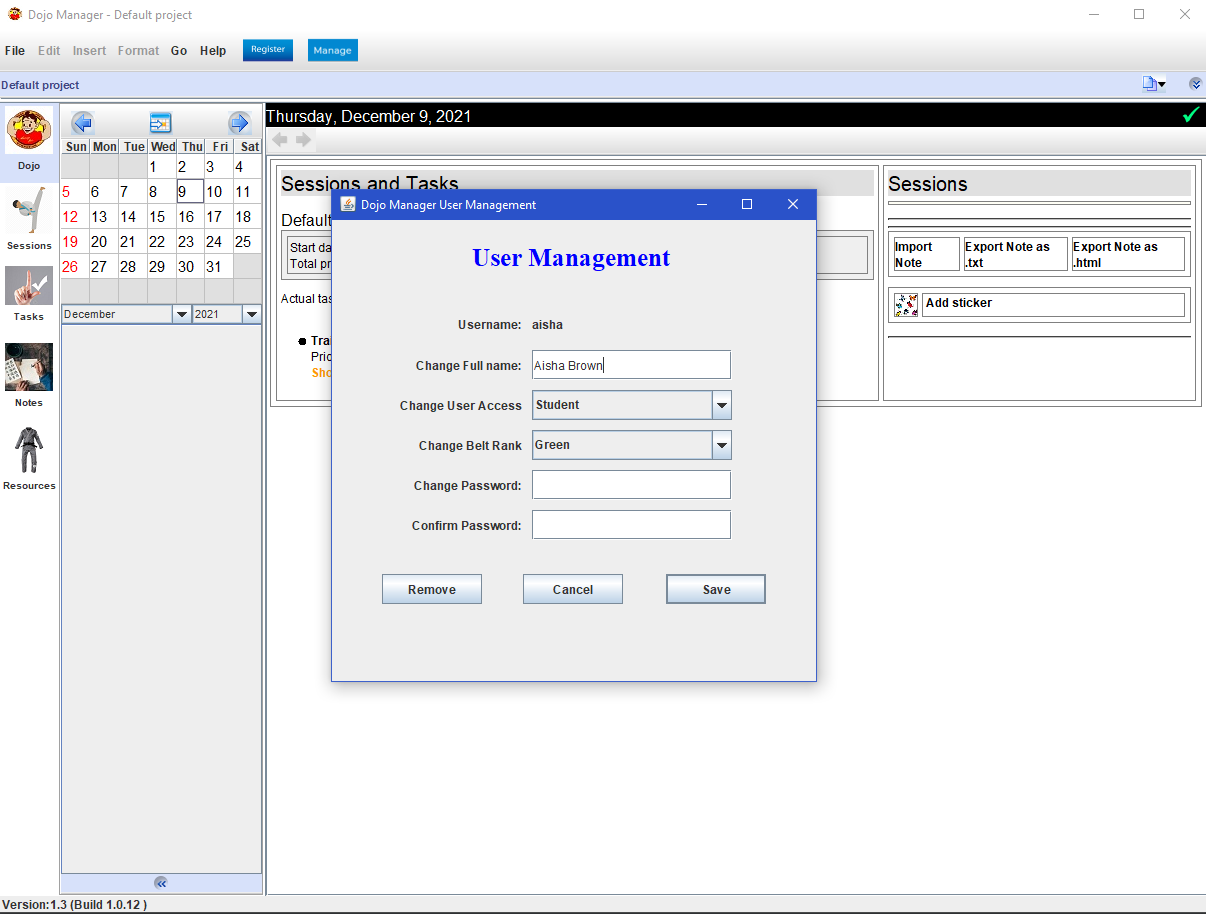 Dojo Manager - Default project
File Edit Insert Format Go Help Register Manage
Default project
Dojo
Sessions
Tasks
Notes
Resources
Sun Mon Tue Wed Thu Fri Sat
1 2 3 4
5 6 7 8 9 10 11
12 13 14 15 16 17 18
19 20 21 22 23 24 25
26 27 28 29 30 31
December 2021
Thursday, December 9, 2021
Sessions and Tasks
Default
Start da
Total pr
Actual tas
Tra
Pric
Sho
Sessions
Import Note
Export Note as .txt
Export Note as .html
Add sticker
Dojo Manager User Management
User Management
Username: aisha
Change Full name: Aisha Brown
Change User Access Student
Change Belt Rank Green
Change Password:
Confirm Password:
Remove Cancel Save
Version:1.3 (Build 1.0.12 )